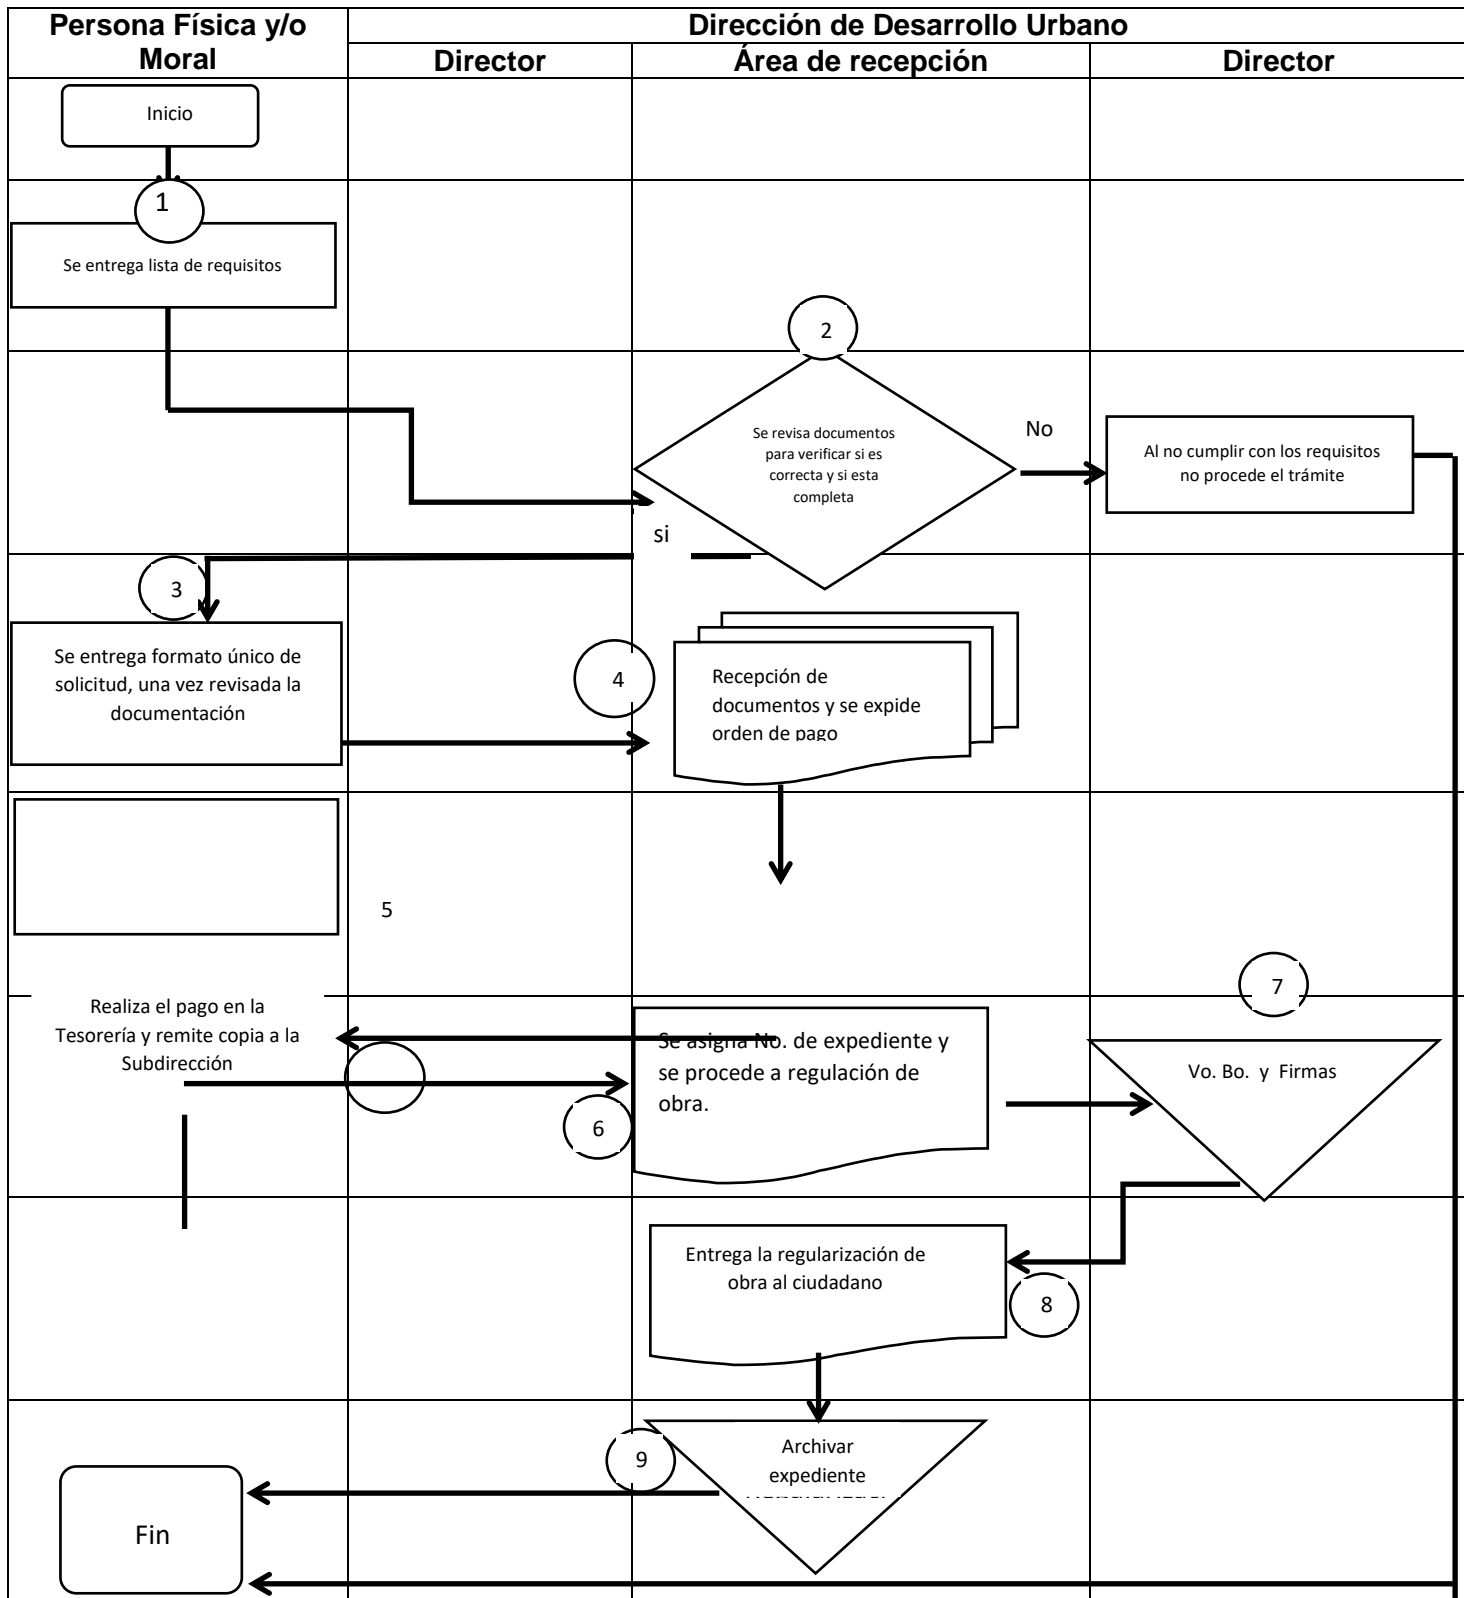 Persona Física y/o
Moral
Dirección de Desarrollo Urbano
Director
Área de recepción
Director
Inicio
1
Se entrega lista de requisitos
2
Se revisa documentos
para verificar si es
correcta y si esta
completa
No
Al no cumplir con los requisitos
no procede el trámite
si
3
Se entrega formato único de
solicitud, una vez revisada la
documentación
4
Recepción de
documentos y se expide
orden de pago
5
Realiza el pago en la
Tesorería y remite copia a la
Subdirección
6
Se asigna No. de expediente y
se procede a regulación de
obra.
7
Vo. Bo. y Firmas
Entrega la regularización de
obra al ciudadano
8
9
Archivar
expediente
Fin